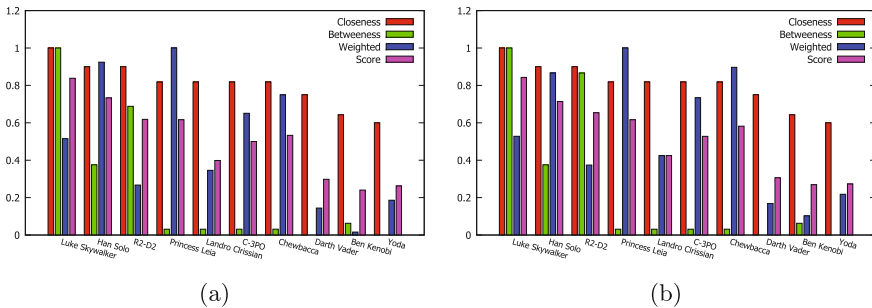 1.2
1
0.8
0.6
0.4
0.2
0
Closeness
Betweeness
Weighted
Score
Luke Skywalker
Han Solo
R2-D2
Princess Leia
Landro Clrissian
C-3PO
Chewbacca
Darth Vader
Ben Kenobi
Yoda
(a)
1.2
1
0.8
0.6
0.4
0.2
0
Closeness
Betweeness
Weighted
Score
Luke Skywalker
Han Solo
R2-D2
Princess Leia
Landro Clrissian
C-3PO
Chewbacca
Darth Vader
Ben Kenobi
Yoda
(b)